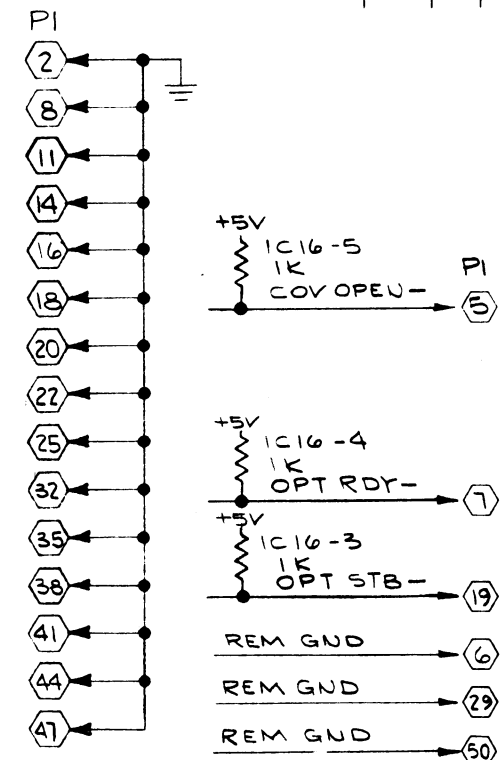 P1
2
8
11
14
16
18
20
22
25
32
35
38
41
44
47
+5V
IC16-5
1K
COV OPEN-
P1
5
+5V
IC16-4
1K
OPT RDY-
7
+5V
IC16-3
1K
OPT STB-
19
REM GND
6
REM GND
29
REM GND
50